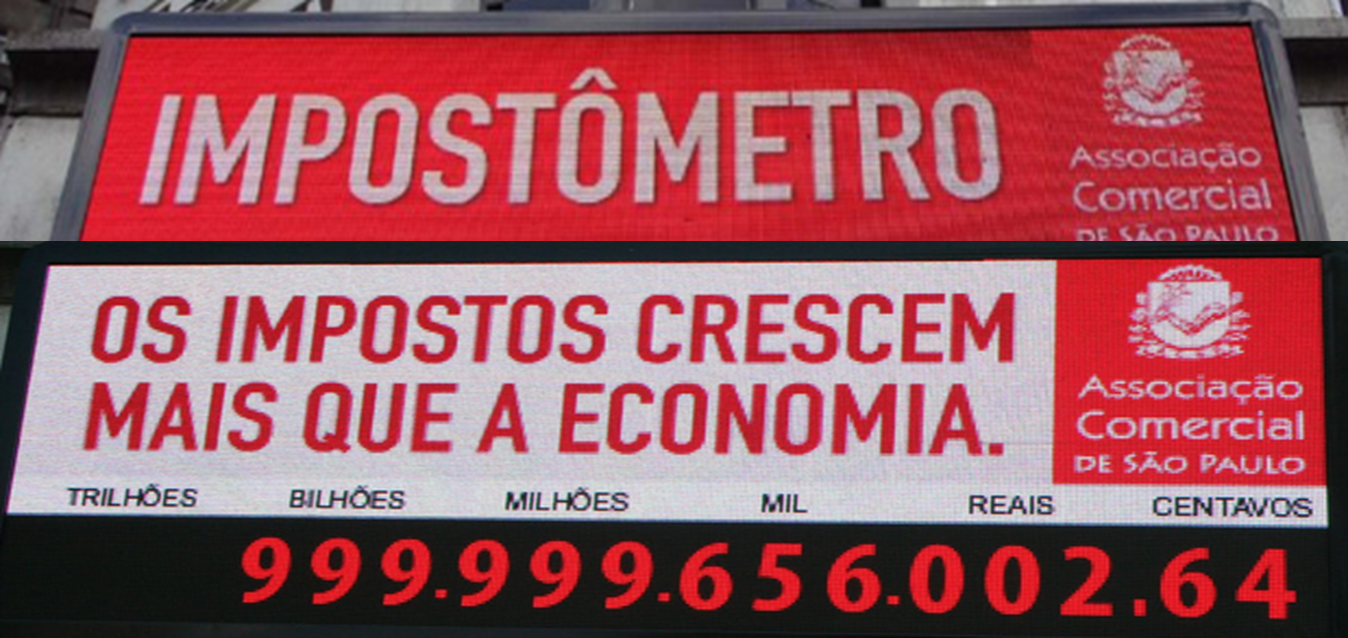 IMPOSTÔMETRO
Associação
Comercial
DE SÃO PAULO
OS IMPOSTOS CRESCEM
MAIS QUE A ECONOMIA.
Associação
Comercial
DE SÃO PAULO
TRILHÕES BILHÕES MILHÕES MIL REAIS CENTAVOS
999.999.656.002.64